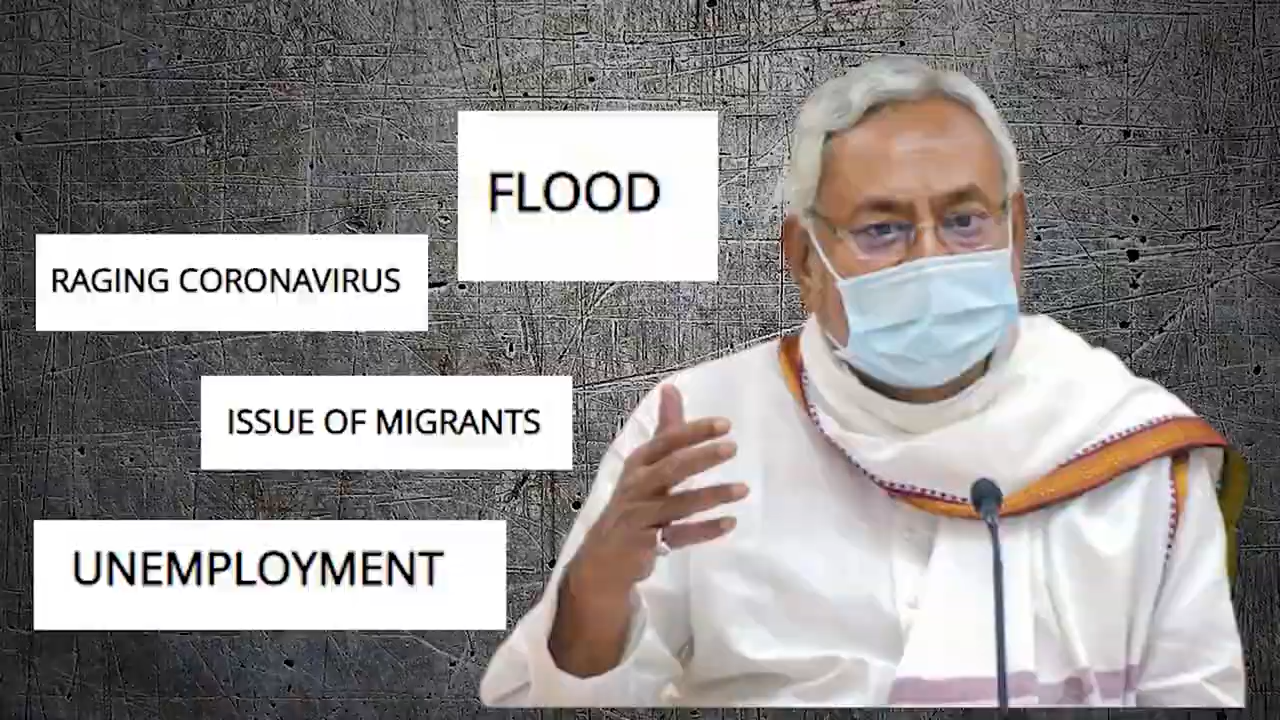 FLOOD
RAGING CORONAVIRUS
ISSUE OF MIGRANTS
UNEMPLOYMENT